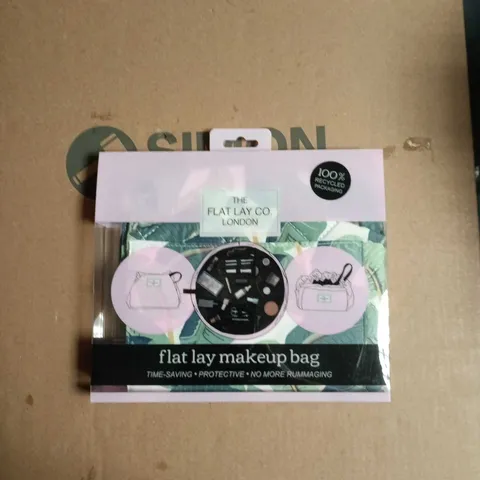 100%
RECYCLED
PACKAGING
THE
FLAT LAY CO.
LONDON
flat lay makeup bag
TIME-SAVING • PROTECTIVE • NO MORE RUMMAGING